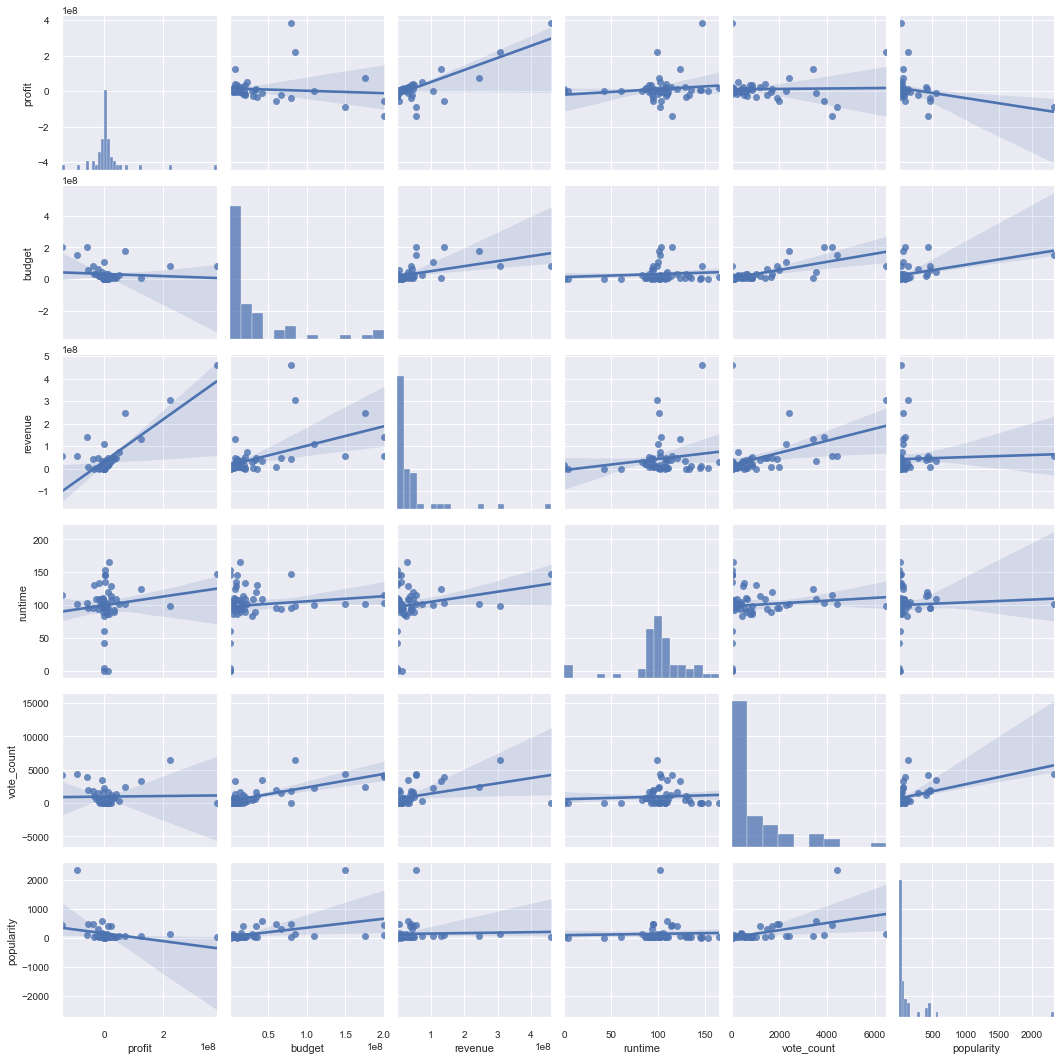 1e8
4
2
0
−2
−4
profit
1e8
4
2
0
−2
budget
1e8
5
4
3
2
1
0
−1
revenue
200
150
100
50
0
runtime
15000
10000
5000
0
−5000
vote_count
2000
1000
0
−1000
−2000
popularity
0 2 0.5 1.0 1.5 2.0 0 1 2 3 4 0 50 100 150 0 2000 4000 6000 500 1000 1500 2000
1e8 1e8 1e8
profit budget revenue runtime vote_count popularity